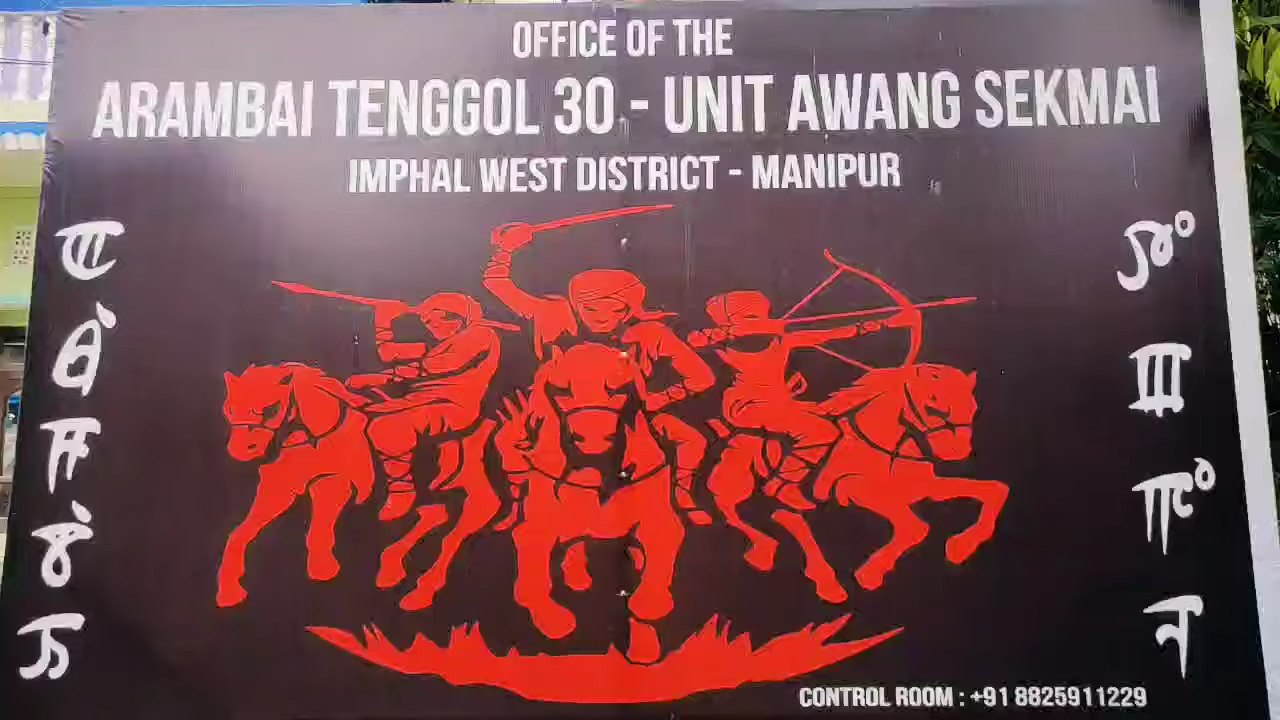 OFFICE OF THE
ARAMBAI TENGGOL 30 - UNIT AWANG SEKMAI
IMPHAL WEST DISTRICT - MANIPUR
CONTROL ROOM : +91 8825911229